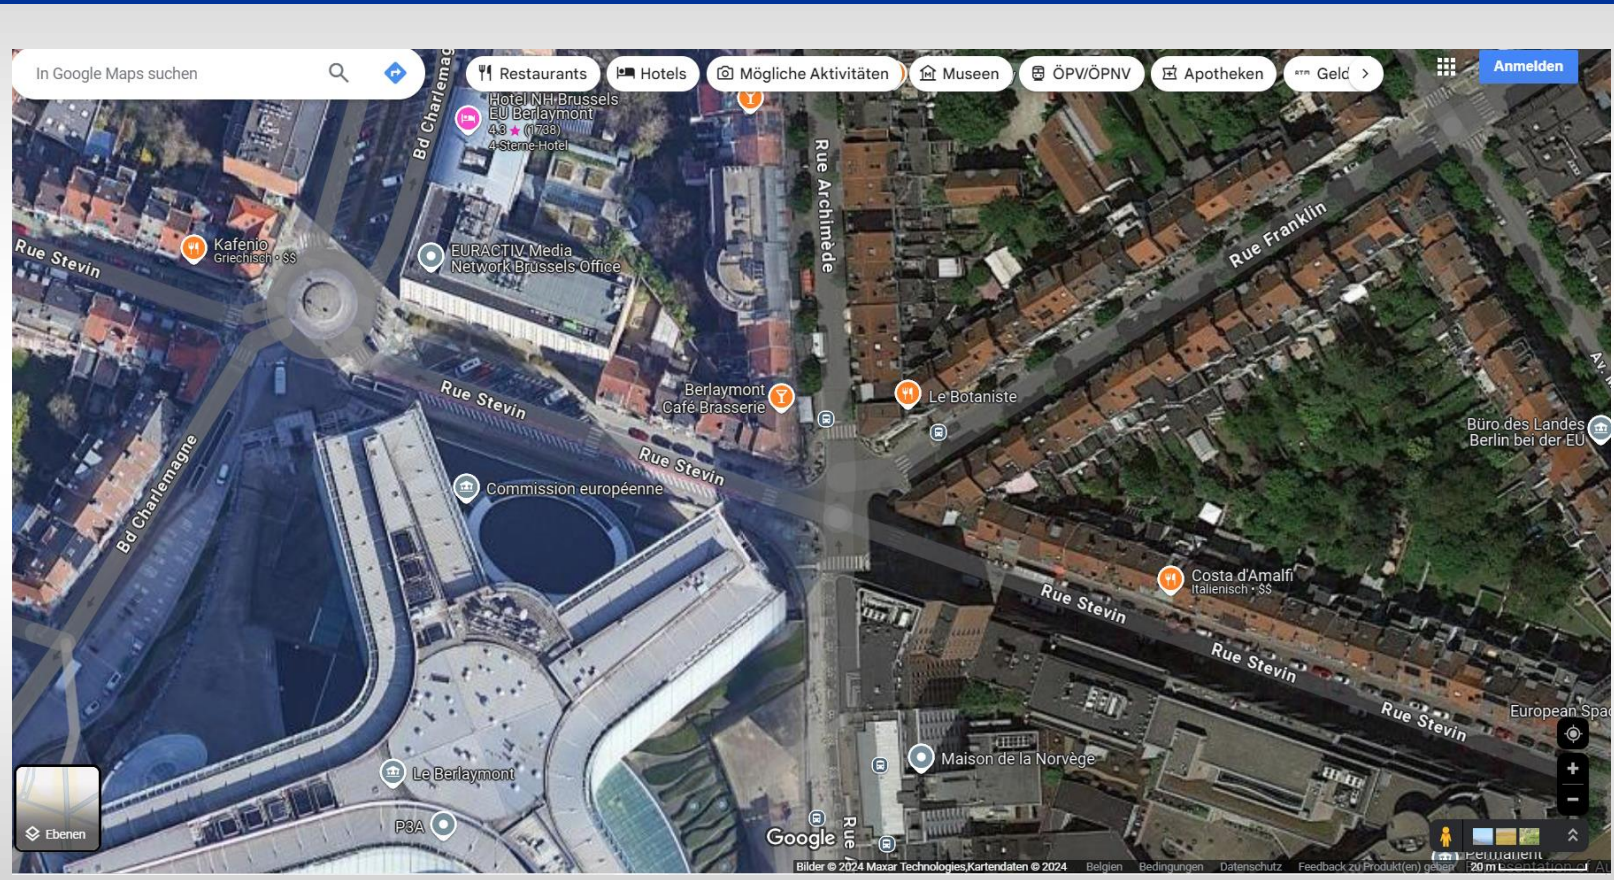 In Google Maps suchen
Restaurants
Hotels
Mögliche Aktivitäten
Museen
ÖPV/ÖPNV
Apotheken
Geld
Anmelden
Bd Charlemag
Hotel NH Brussels
EU Berlaymont
4,3 ★ (1738)
4-Sterne-Hotel
Rue Archimède
Rue Franklin
Kafenio
Griechisch • $$
Rue Stevin
EURACTIV Media
Network Brussels Office
Rue Stevin
Berlaymont
Café Brasserie
Le Botaniste
Büro des Landes
Berlin bei der EU
Rue Stevin
Bd Charlemagne
Commission européenne
Costa d'Amalfi
Italienisch • $$
Rue Stevin
Rue Stevin
Rue Stevin
European Spac
Maison de la Norvège
Le Berlaymont
P3A
Ebenen
Google
Rue
Permanent
Bilder © 2024 Maxar Technologies,Kartendaten © 2024
Belgien
Bedingungen
Datenschutz
Feedback zu Produkt(en) geben
20 m